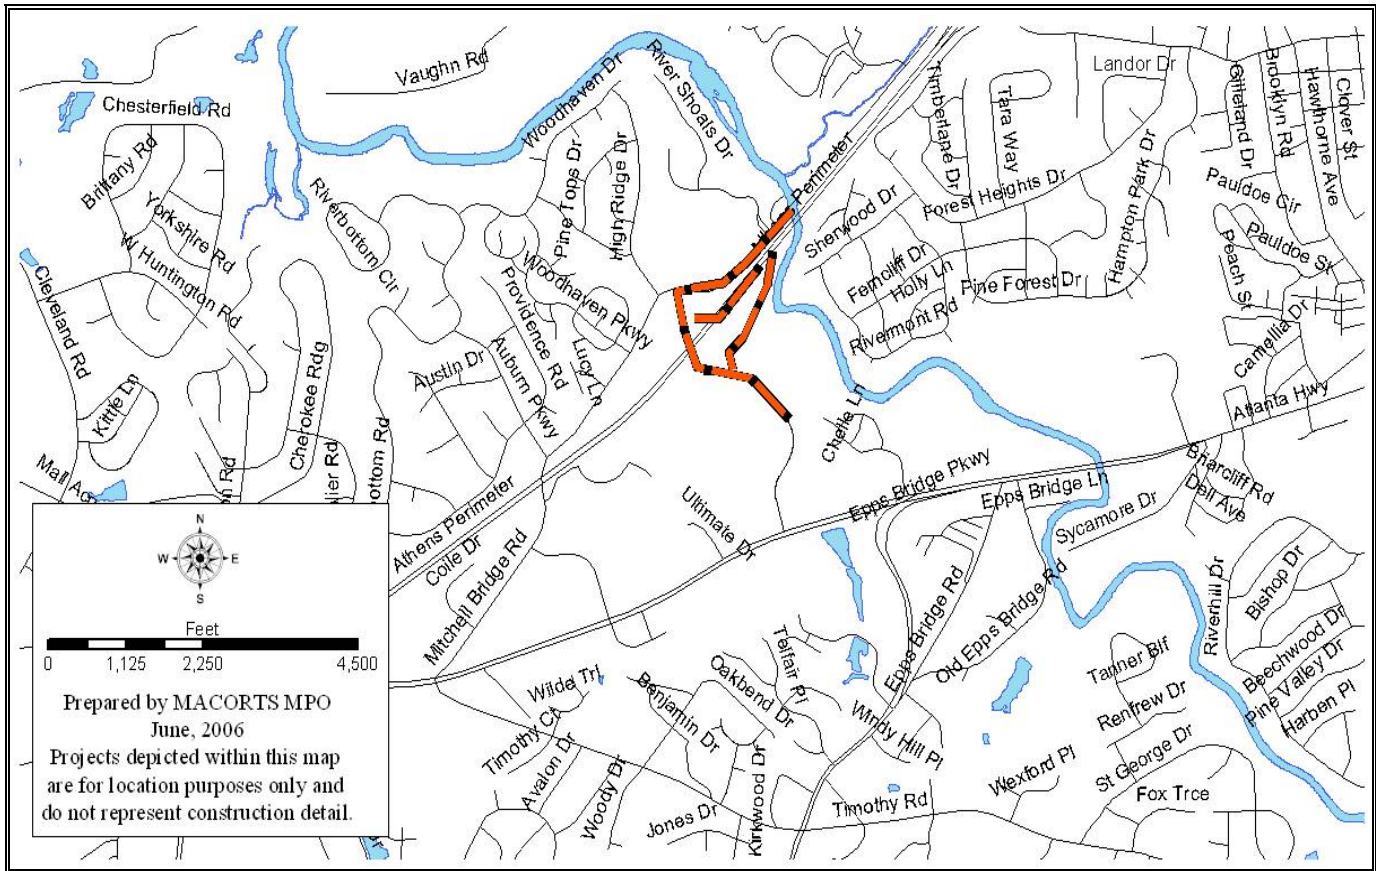 Vaughn Rd
Woodhaven Dr
River Shoals Dr
Landor Dr
Timberlane Dr
Tara Way
Gilleland Dr
Brooklyn Rd
Hawthorne Ave
Clover St
Chesterfield Rd
Brittany Rd
Yorkshire Rd
W Huntington Rd
Riverbottom Cir
Pine Tops Dr
High Ridge Dr
Perimeter
Sherwood Dr
Forest Heights Dr
Hampton Park Dr
Pauldoe Cir
Pauldoe St
Peach St
Cleveland Rd
Woodhaven Pkwy
Providence Rd
Ferncliff Dr
Holly Ln
Pine Forest Dr
Rivermont Rd
Camellia Dr
Atlanta Hwy
Kittle Ln
Cherokee Rdg
Austin Dr
Auburn Pkwy
Lucy Ln
Chelle Ln
Mall
on Rd
lier Rd
ottom Rd
Athens Perimeter
Coile Dr
Mitchell Bridge Rd
Ultimate Dr
Epps Bridge Pkwy
Epps Bridge Ln
Sycamore Dr
Briarcliff Rd
Dell Ave
Epps Bridge Rd
Old Epps Bridge Rd
Riverhill Dr
Bishop Dr
Beechwood Dr
Pine Valley Dr
Harben Pl
Tanner Blf
Renfrew Dr
St George Dr
Fox Trce
Wexford Pl
Timothy Rd
Windy Hill Pl
Telfair Pl
Oakbend Dr
Benjamin Dr
Kirkwood Dr
Jones Dr
Woody Dr
Avalon Dr
Timothy Ct
Wilde Trl
Dr
N
W
E
S
Feet
0 1,125 2,250 4,500
Prepared by MACORTS MPO
June, 2006
Projects depicted within this map
are for location purposes only and
do not represent construction detail.